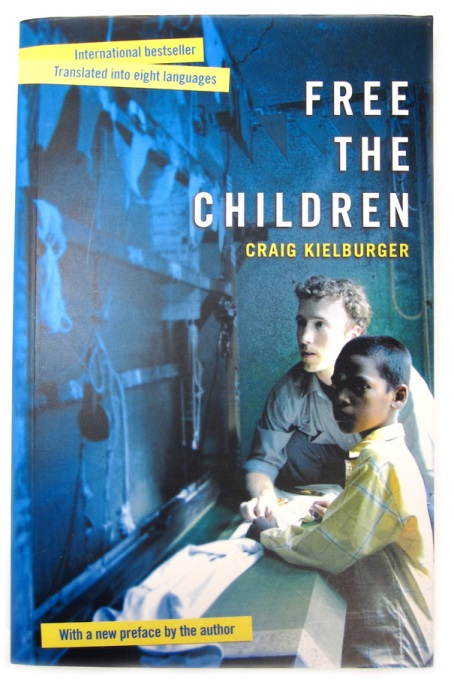 International bestseller
Translated into eight languages
FREE
THE
CHILDREN
CRAIG KIELBURGER
With a new preface by the author